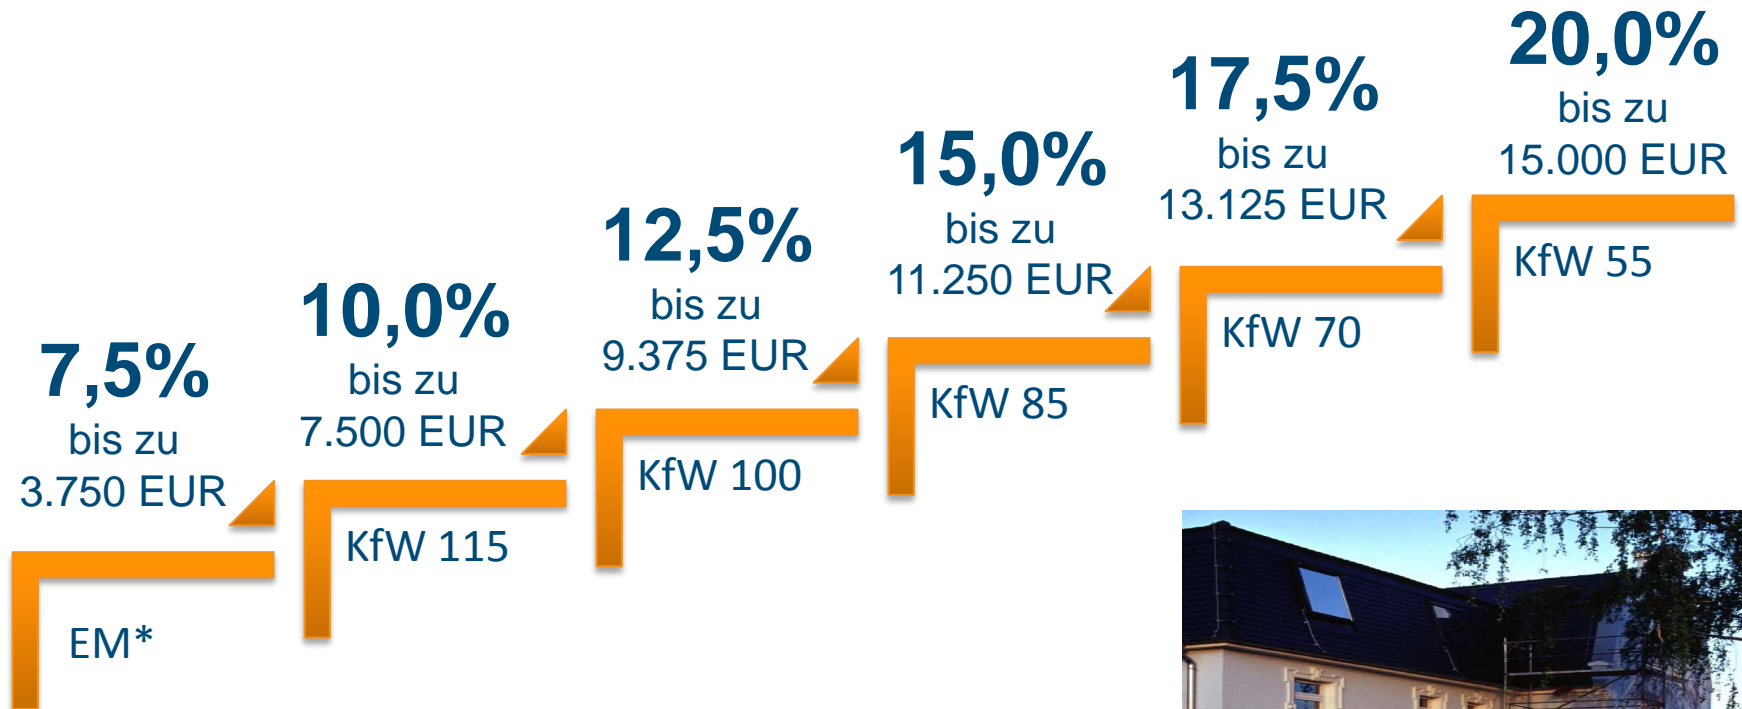 7,5%
bis zu
3.750 EUR
EM*
10,0%
bis zu
7.500 EUR
KfW 115
12,5%
bis zu
9.375 EUR
KfW 100
15,0%
bis zu
11.250 EUR
KfW 85
17,5%
bis zu
13.125 EUR
KfW 70
20,0%
bis zu
15.000 EUR
KfW 55